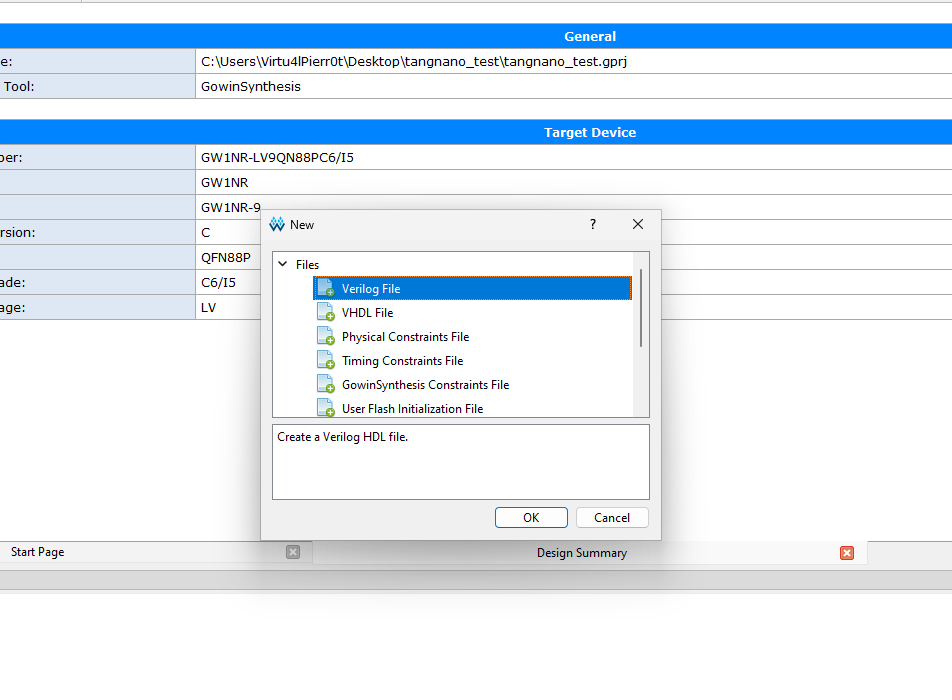 General
e: C:\Users\Virtu4lPierr0t\Desktop\tangnano_test\tangnano_test.gprj
Tool: GowinSynthesis
Target Device
ber: GW1NR-LV9QN88PC6/I5
GW1NR
GW1NR-9
rsion: C
QFN88P
ade: C6/I5
age: LV
New ?
Files
Verilog File
VHDL File
Physical Constraints File
Timing Constraints File
GowinSynthesis Constraints File
User Flash Initialization File
Create a Verilog HDL file.
OK Cancel
Start Page Design Summary